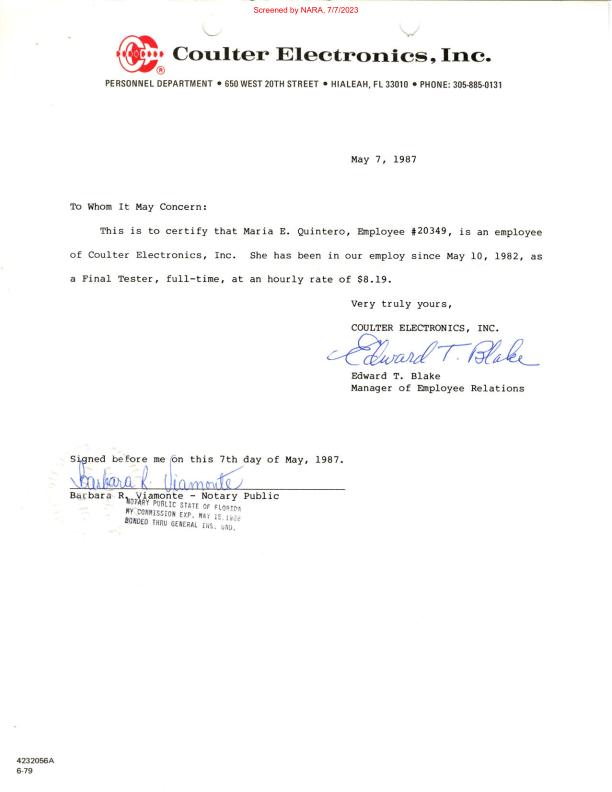 Screened by NARA, 7/7/2023
Coulter Electronics, Inc.
®
PERSONNEL DEPARTMENT • 650 WEST 20TH STREET • HIALEAH, FL 33010 • PHONE: 305-885-0131
May 7, 1987
To Whom It May Concern:
This is to certify that Maria E. Quintero, Employee #20349, is an employee
of Coulter Electronics, Inc. She has been in our employ since May 10, 1982, as
a Final Tester, full-time, at an hourly rate of $8.19.
Very truly yours,
COULTER ELECTRONICS, INC.
Edward T. Blake
Edward T. Blake
Manager of Employee Relations
Signed before me on this 7th day of May, 1987.
Barbara R. Viamonte
Barbara R. Viamonte - Notary Public
NOTARY PUBLIC STATE OF FLORIDA
MY COMMISSION EXP. MAY 15,
BONDED THRU GENERAL INS. UND.
4232056A
6-79